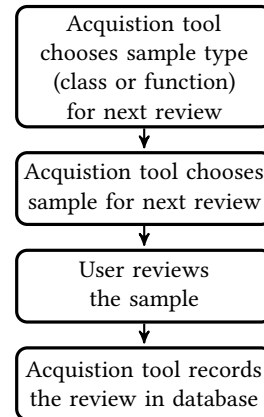 Acquistion tool
chooses sample type
(class or function)
for next review
Acquistion tool chooses
sample for next review
User reviews
the sample
Acquistion tool records
the review in database